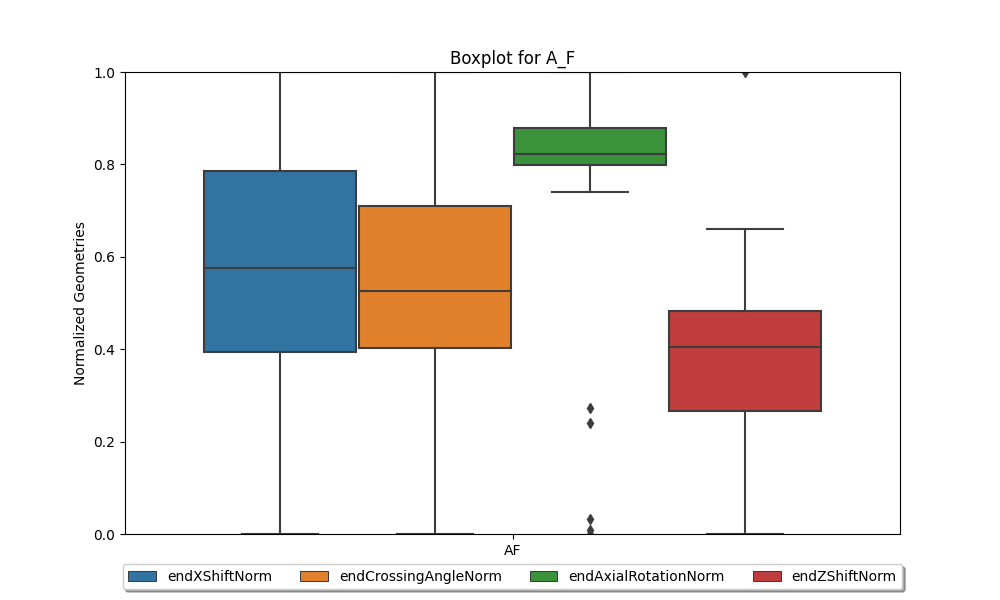 Boxplot for A_F
1.0
0.8
0.6
0.4
0.2
0.0
Normalized Geometries
AF
endXShiftNorm endCrossingAngleNorm endAxialRotationNorm endZShiftNorm